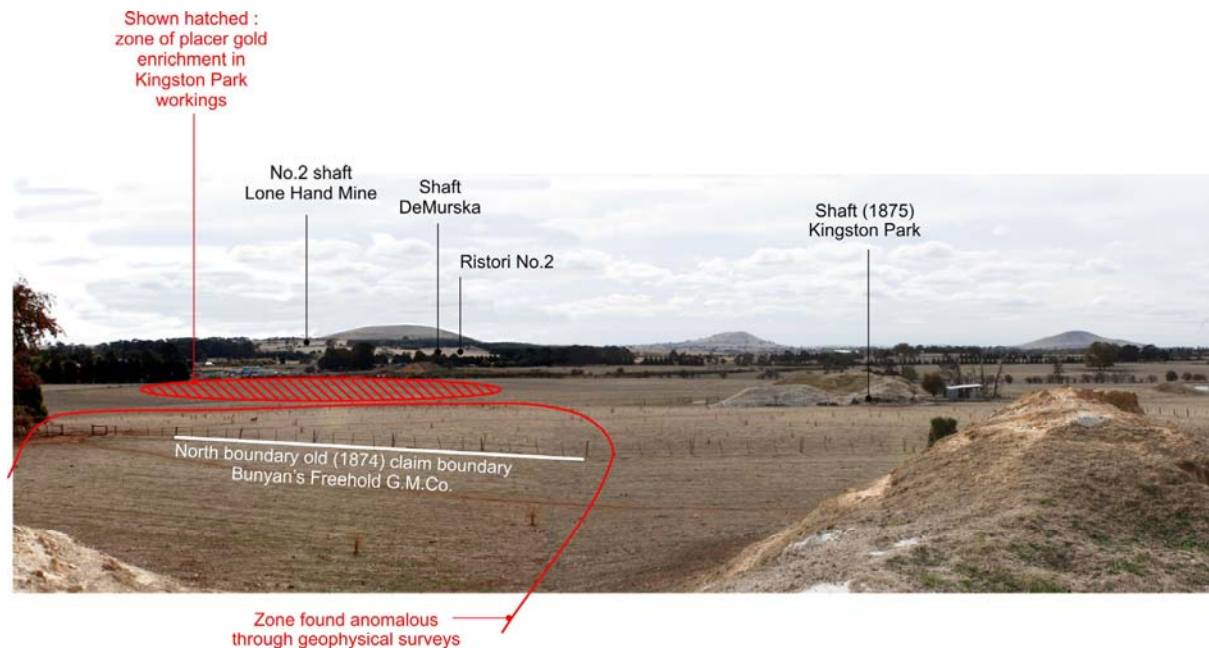 Shown hatched :
zone of placer gold
enrichment in
Kingston Park
workings
No.2 shaft
Lone Hand Mine
Shaft
DeMurska
Ristori No.2
Shaft (1875)
Kingston Park
North boundary old (1874) claim boundary
Bunyan's Freehold G.M.Co.
Zone found anomalous
through geophysical surveys